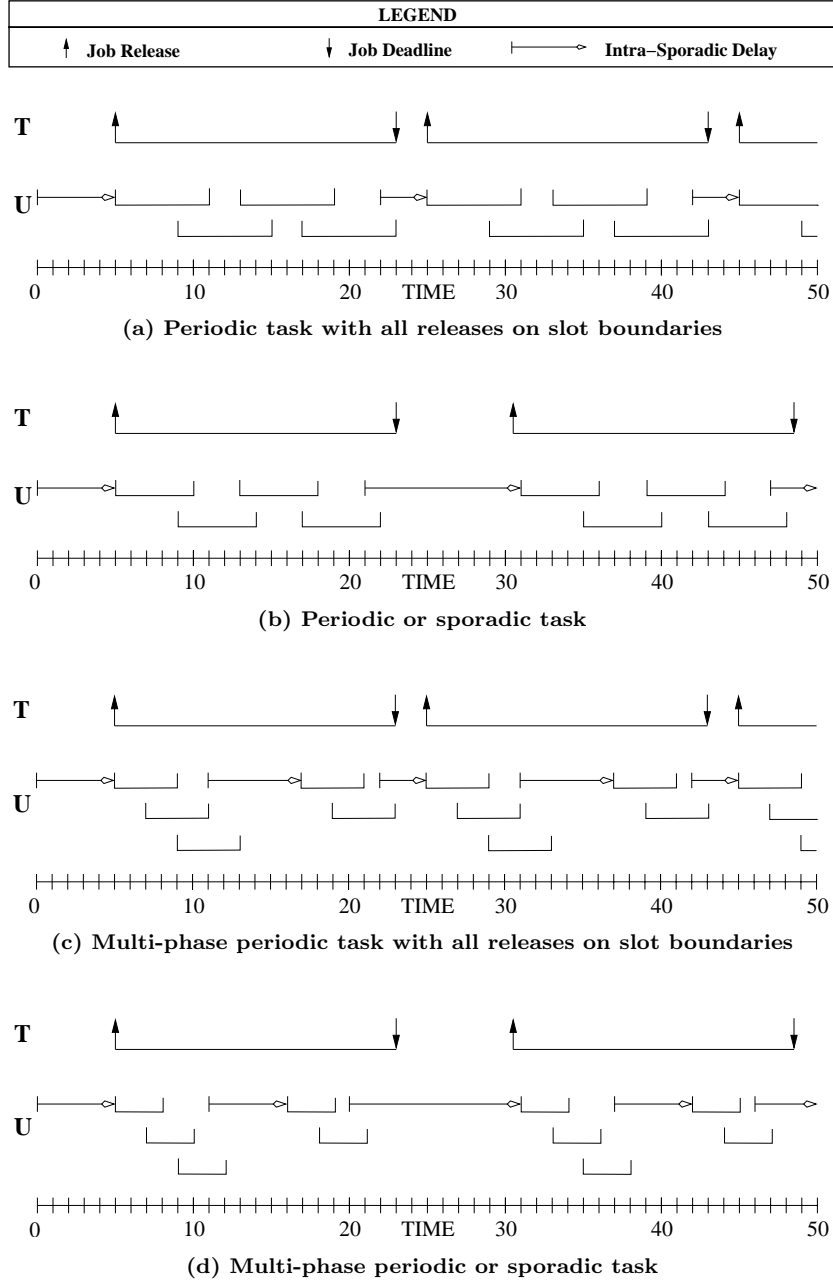 LEGEND
Job Release Job Deadline Intra−Sporadic Delay
T
U
0 10 20 TIME 30 40 50
(a) Periodic task with all releases on slot boundaries
T
U
0 10 20 TIME 30 40 50
(b) Periodic or sporadic task
T
U
0 10 20 TIME 30 40 50
(c) Multi-phase periodic task with all releases on slot boundaries
T
U
0 10 20 TIME 30 40 50
(d) Multi-phase periodic or sporadic task